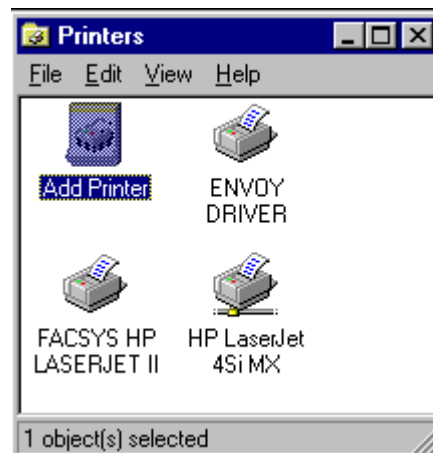 Printers
File Edit View Help
Add Printer
ENVOY
DRIVER
FACSYS HP
LASERJET II
HP LaserJet
4Si MX
1 object(s) selected